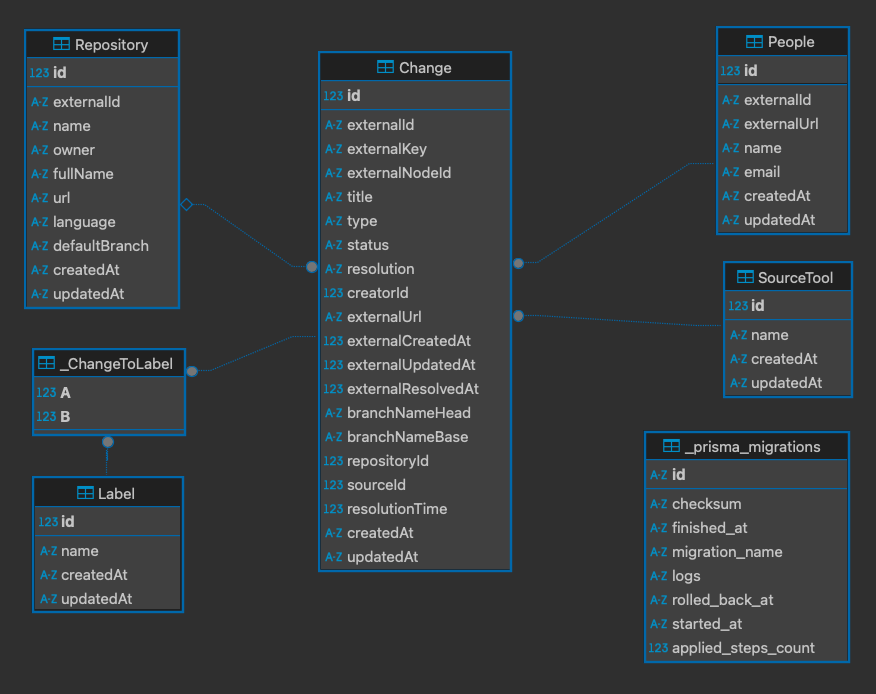 Repository
123 id
A-Z externalId
A-Z name
A-Z owner
A-Z fullName
A-Z url
A-Z language
A-Z defaultBranch
A-Z createdAt
A-Z updatedAt
_ChangeToLabel
123 A
123 B
Label
123 id
A-Z name
A-Z createdAt
A-Z updatedAt
Change
123 id
A-Z externalId
A-Z externalKey
A-Z externalNodeId
A-Z title
A-Z type
A-Z status
A-Z resolution
123 creatorId
A-Z externalUrl
123 externalCreatedAt
123 externalUpdatedAt
123 externalResolvedAt
A-Z branchNameHead
A-Z branchNameBase
123 repositoryId
123 sourceId
123 resolutionTime
A-Z createdAt
A-Z updatedAt
People
123 id
A-Z externalId
A-Z externalUrl
A-Z name
A-Z email
A-Z createdAt
A-Z updatedAt
SourceTool
123 id
A-Z name
A-Z createdAt
A-Z updatedAt
_prisma_migrations
A-Z id
A-Z checksum
A-Z finished_at
A-Z migration_name
A-Z logs
A-Z rolled_back_at
A-Z started_at
123 applied_steps_count